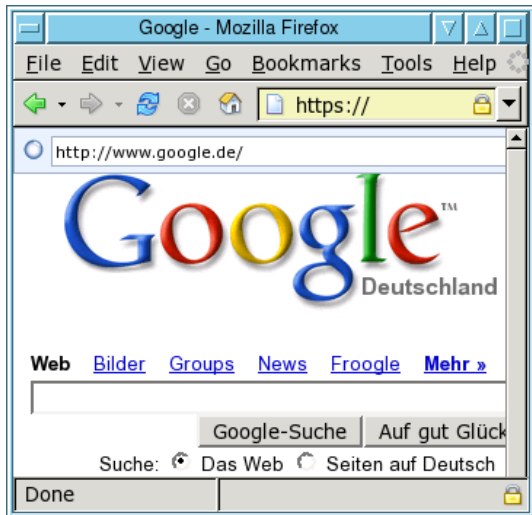 Google - Mozilla Firefox
File Edit View Go Bookmarks Tools Help
https://
http://www.google.de/
Google™
Deutschland
Web Bilder Groups News Froogle Mehr »
Google-Suche Auf gut Glück
Suche: Das Web Seiten auf Deutsch
Done